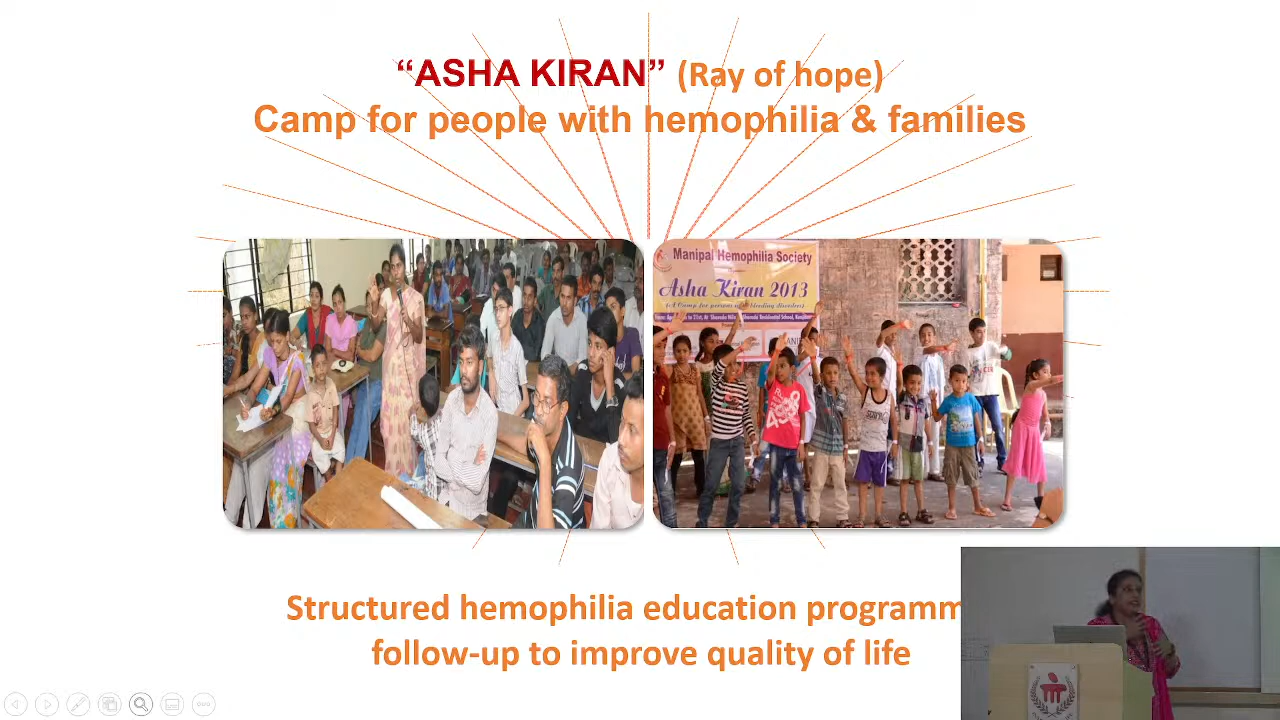 “ASHA KIRAN” (Ray of hope)
Camp for people with hemophilia & families
Manipal Hemophilia Society
Asha Kiran 2013
Structured hemophilia education programm
follow-up to improve quality of life